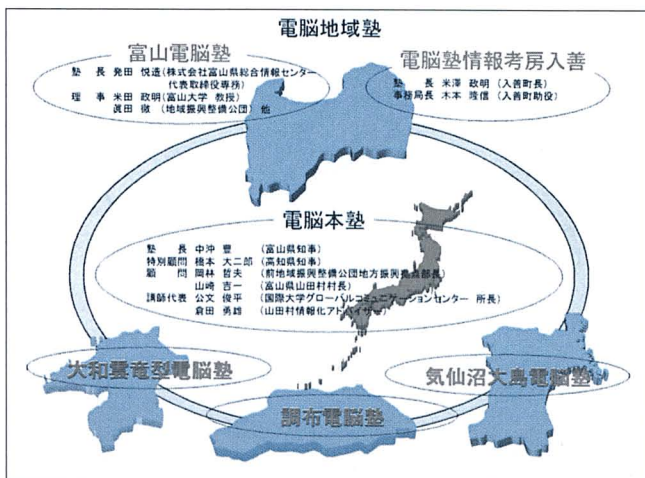 電脳地域塾
富山電脳塾
塾 長 発田 悦造(株式会社富山県総合情報センター
代表取締役専務)
理 事 米田 政明(富山大学 教授)
眞田 徹 (地域振興整備公団) 他
電脳塾情報考房入善
塾 長 米澤 政明 (入善町長)
事務局長 木本 隆信 (入善町助役)
電脳本塾
塾 長 中沖 豊 (富山県知事)
特別顧問 橋本 大二郎 (高知県知事)
顧 問 岡林 哲夫 (前地域振興整備公団地方振興拠点部長)
山崎 吉一 (富山県山田村村長)
講師代表 公文 俊平 (国際大学グローバルコミュニケーションセンター 所長)
倉田 勇雄 (山田村情報化アドバイザー)
大和雲竜型電脳塾
気仙沼大島電脳塾
調布電脳塾